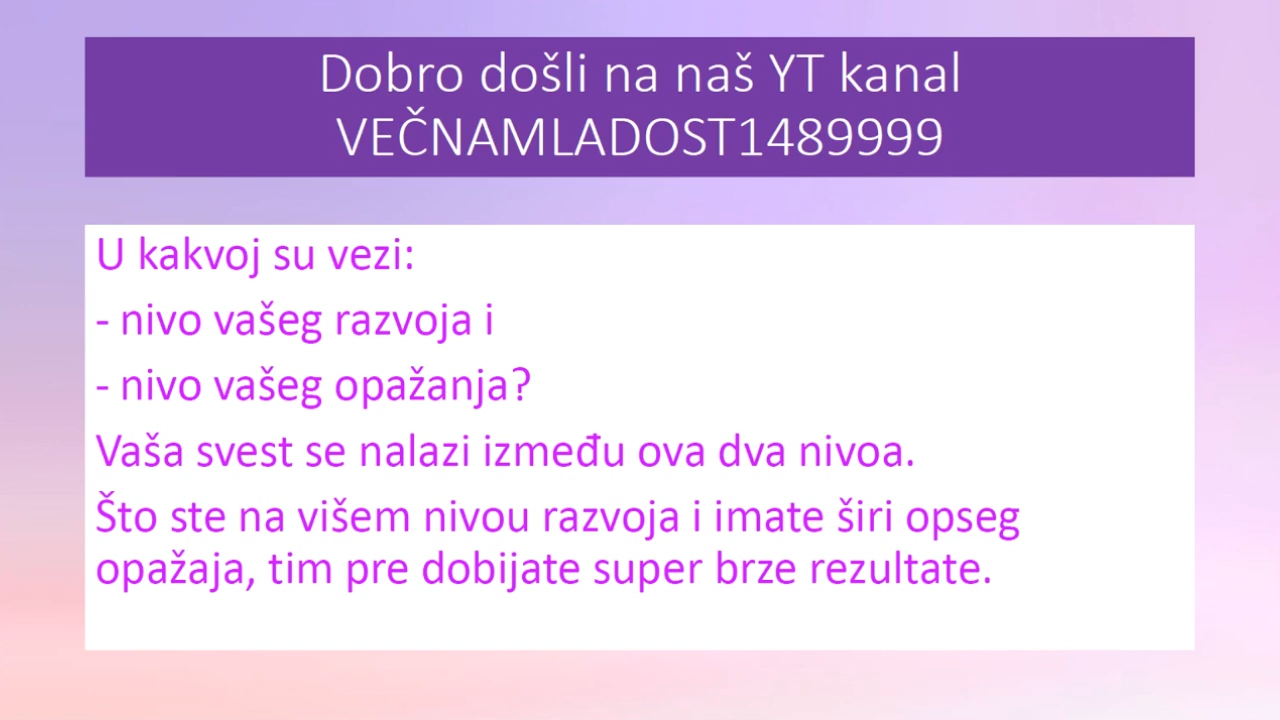 Dobro došli na naš YT kanal
VEČNAMLADOST1489999
U kakvoj su vezi:
- nivo vašeg razvoja i
- nivo vašeg opažanja?
Vaša svest se nalazi između ova dva nivoa.
Što ste na višem nivou razvoja i imate širi opseg
opažaja, tim pre dobijate super brze rezultate.